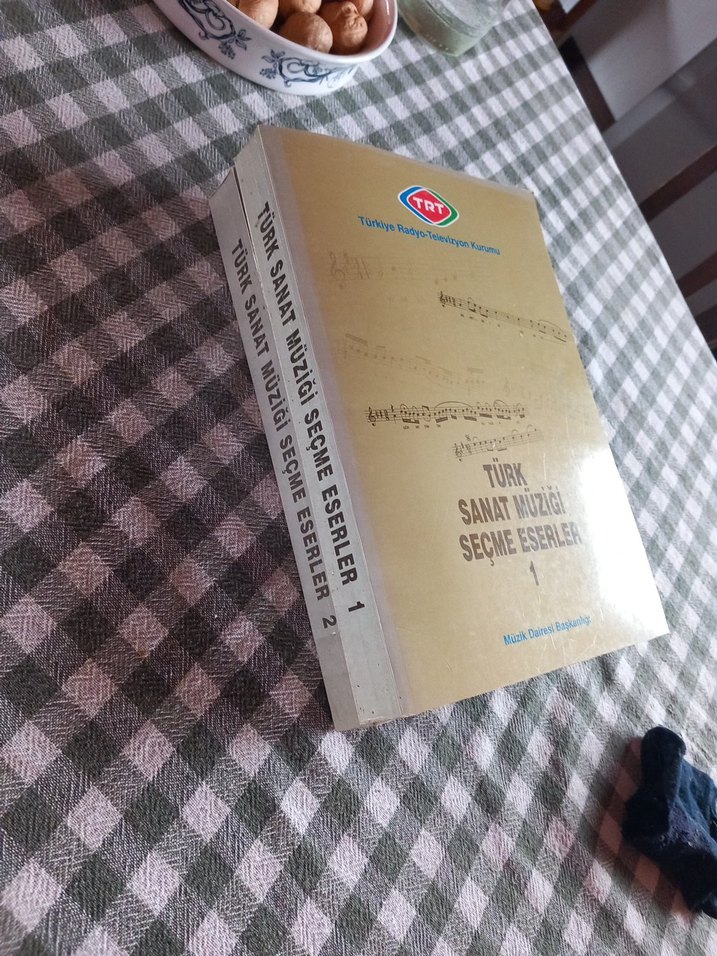 TRT
Türkiye Radyo-Televizyon Kurumu
TÜRK
SANAT MÜZİĞİ
SEÇME ESERLER
1
Müzik Dairesi Başkanlığı
TÜRK SANAT MÜZİĞİ SEÇME ESERLER 1
TÜRK SANAT MÜZİĞİ SEÇME ESERLER 2